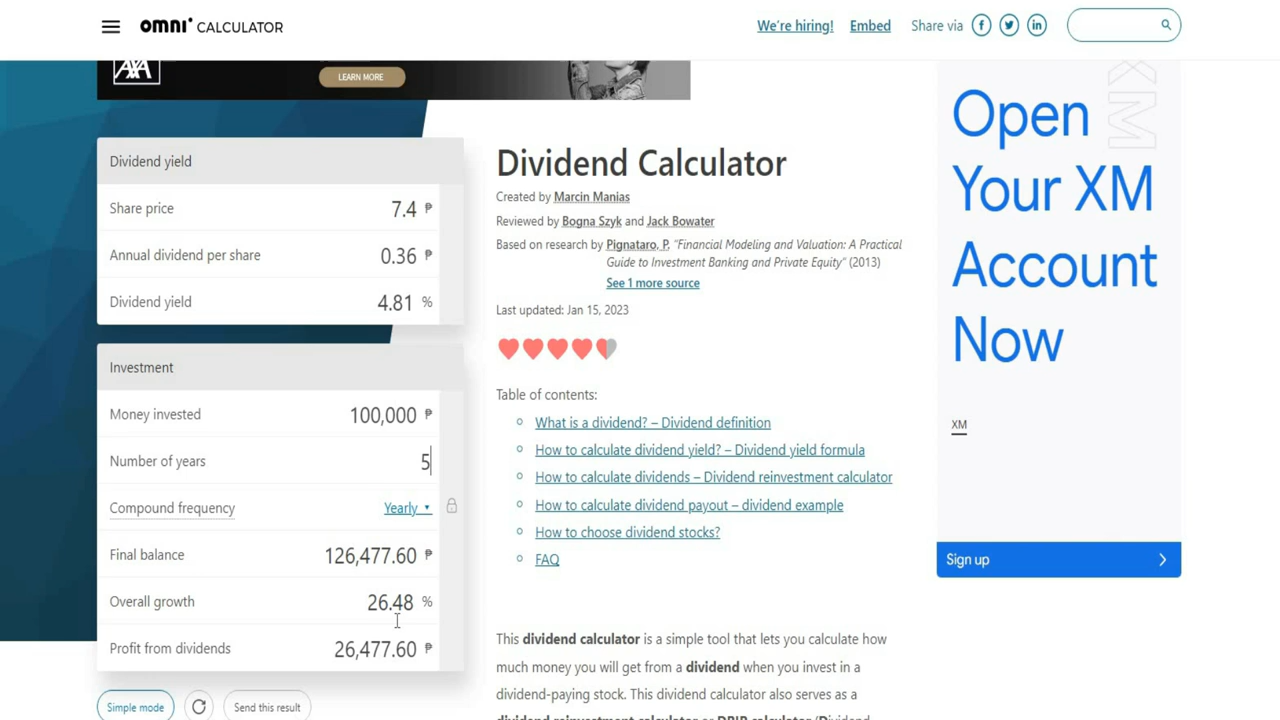 omni CALCULATOR
We're hiring!
Embed
Share via
AXA
LEARN MORE
Dividend yield
Share price 7.4 ₱
Annual dividend per share 0.36 ₱
Dividend yield 4.81 %
Investment
Money invested 100,000 ₱
Number of years 5
Compound frequency Yearly
Final balance 126,477.60 ₱
Overall growth 26.48 %
Profit from dividends 26,477.60 ₱
Simple mode
Send this result
Dividend Calculator
Created by Marcin Manias
Reviewed by Bogna Szyk and Jack Bowater
Based on research by Pignataro, P. "Financial Modeling and Valuation: A Practical
Guide to Investment Banking and Private Equity" (2013)
See 1 more source
Last updated: Jan 15, 2023
Table of contents:
What is a dividend? – Dividend definition
How to calculate dividend yield? – Dividend yield formula
How to calculate dividends – Dividend reinvestment calculator
How to calculate dividend payout – dividend example
How to choose dividend stocks?
FAQ
This dividend calculator is a simple tool that lets you calculate how
much money you will get from a dividend when you invest in a
dividend-paying stock. This dividend calculator also serves as a
dividend reinvestment calculator or DRIP calculator (Dividend
XM
Open
Your XM
Account
Now
XM
Sign up